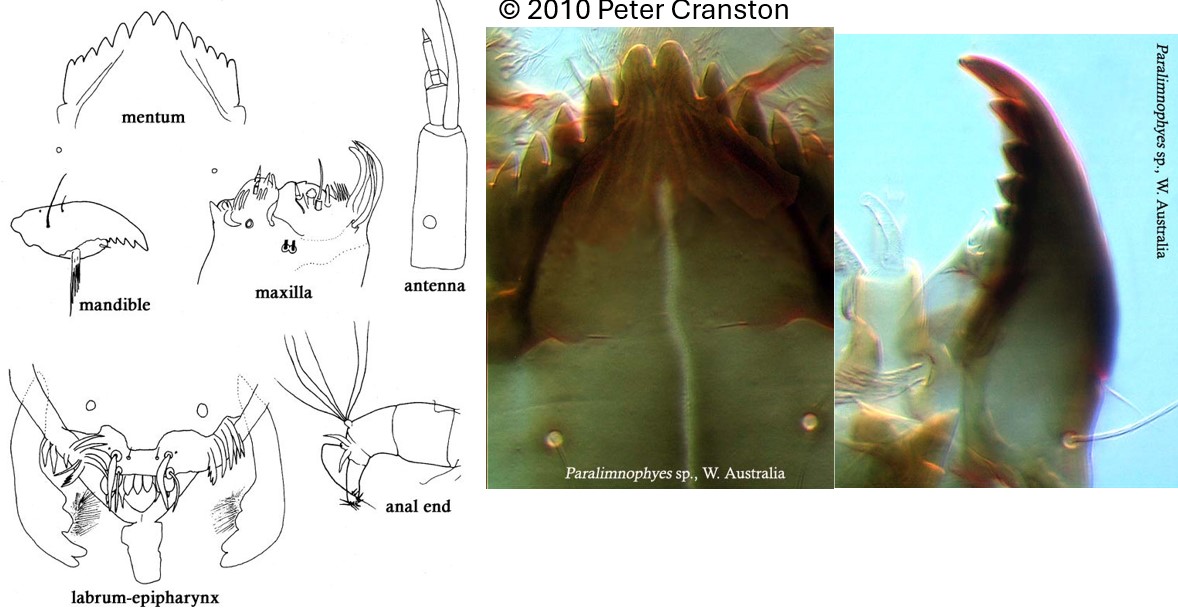 © 2010 Peter Cranston
mentum
mandible
maxilla
antenna
labrum-epipharynx
anal end
Paralimnophyes sp., W. Australia
Paralimnophyes sp., W. Australia